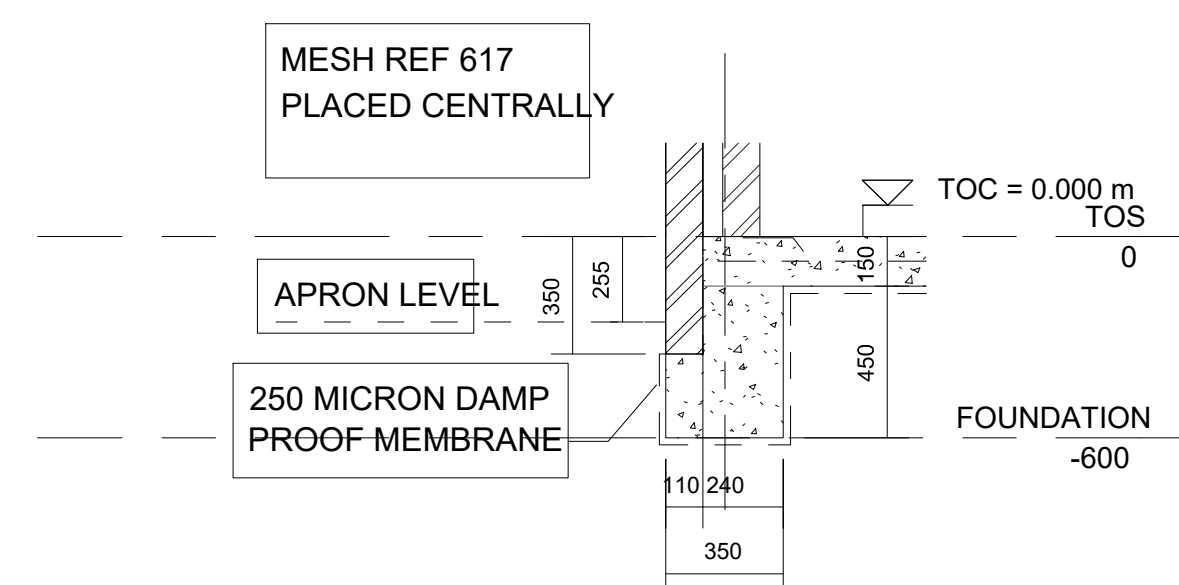 MESH REF 617
PLACED CENTRALLY
TOC = 0.000 m
TOS
0
APRON LEVEL
350
255
150
450
250 MICRON DAMP
PROOF MEMBRANE
FOUNDATION
-600
110 240
350